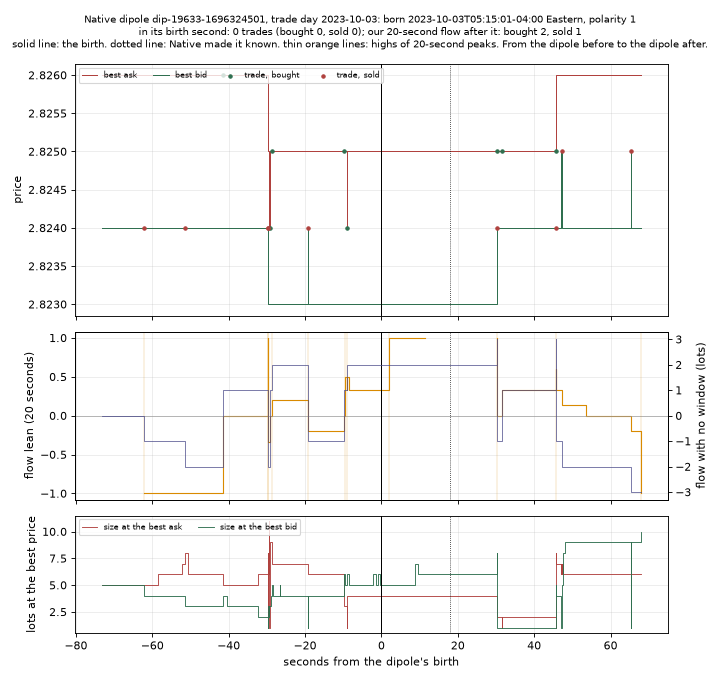 Native dipole dip-19633-1696324501, trade day 2023-10-03: born 2023-10-03T05:15:01-04:00 Eastern, polarity 1
in its birth second: 0 trades (bought 0, sold 0); our 20-second flow after it: bought 2, sold 1
solid line: the birth. dotted line: Native made it known. thin orange lines: highs of 20-second peaks. From the dipole before to the dipole after.
best ask
best bid
trade, bought
trade, sold
2.8260
2.8250
2.8245
2.8240
2.8235
2.8230
price
1.0
0.5
0.0
−0.5
−1.0
flow lean (20 seconds)
3
2
1
0
−1
−2
−3
flow with no window (lots)
size at the best ask
size at the best bid
10.0
7.5
5.0
2.5
lots at the best price
−80
−60
−40
−20
0
20
40
60
seconds from the dipole's birth